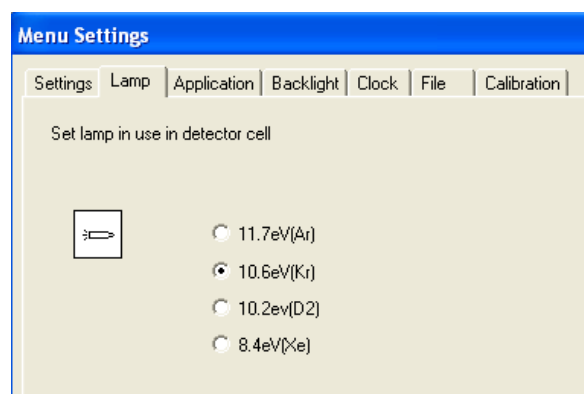 Menu Settings
Settings Lamp Application Backlight Clock File Calibration
Set lamp in use in detector cell
11.7eV(Ar)
10.6eV(Kr)
10.2ev(D2)
8.4eV(Xe)